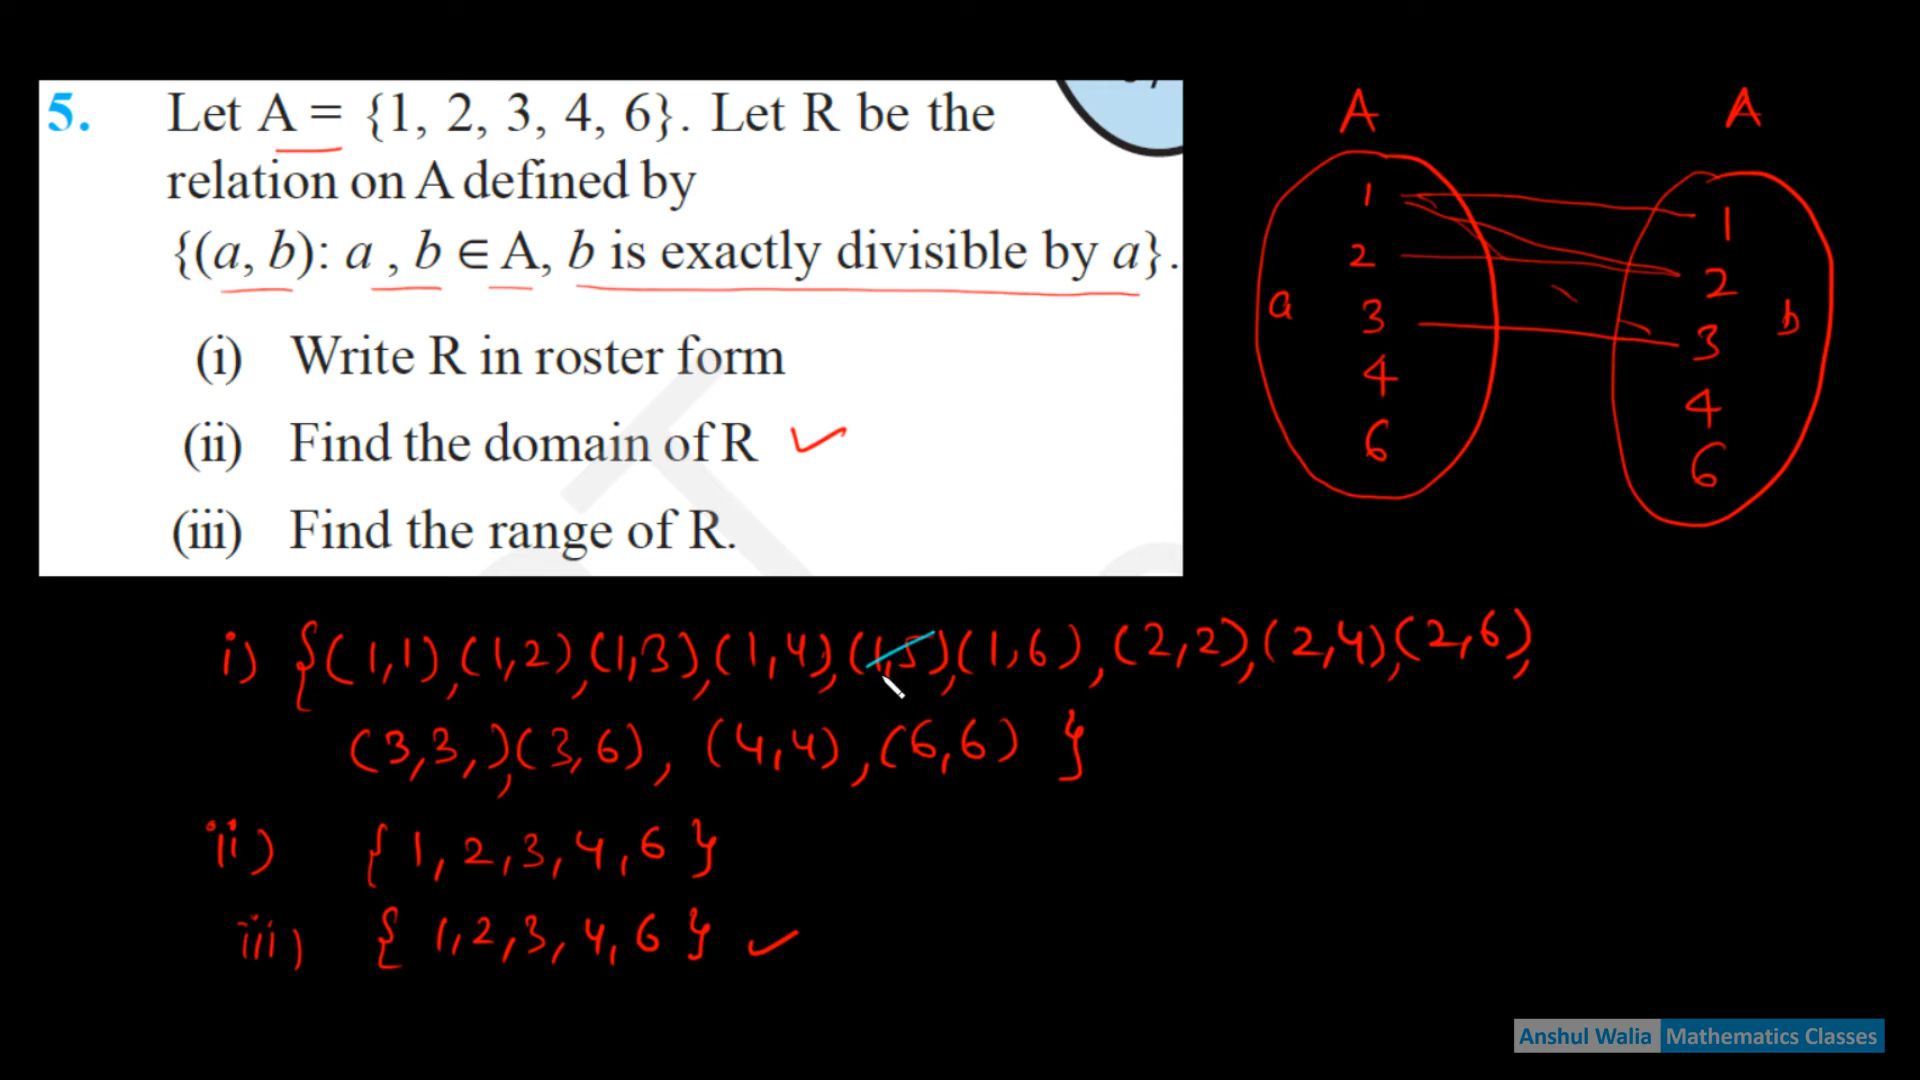 5. Let A = {1, 2, 3, 4, 6}. Let R be the
relation on A defined by
{(a, b): a , b ∈ A, b is exactly divisible by a}.
(i) Write R in roster form
(ii) Find the domain of R ✓
(iii) Find the range of R.
A A
1 1
2 2
a 3 3 b
4 4
6 6
i) {(1,1),(1,2),(1,3),(1,4),(1,5),(1,6),(2,2),(2,4),(2,6),
(3,3,),(3,6),(4,4),(6,6)}
ii) {1,2,3,4,6}
iii) {1,2,3,4,6} ✓
Anshul Walia Mathematics Classes